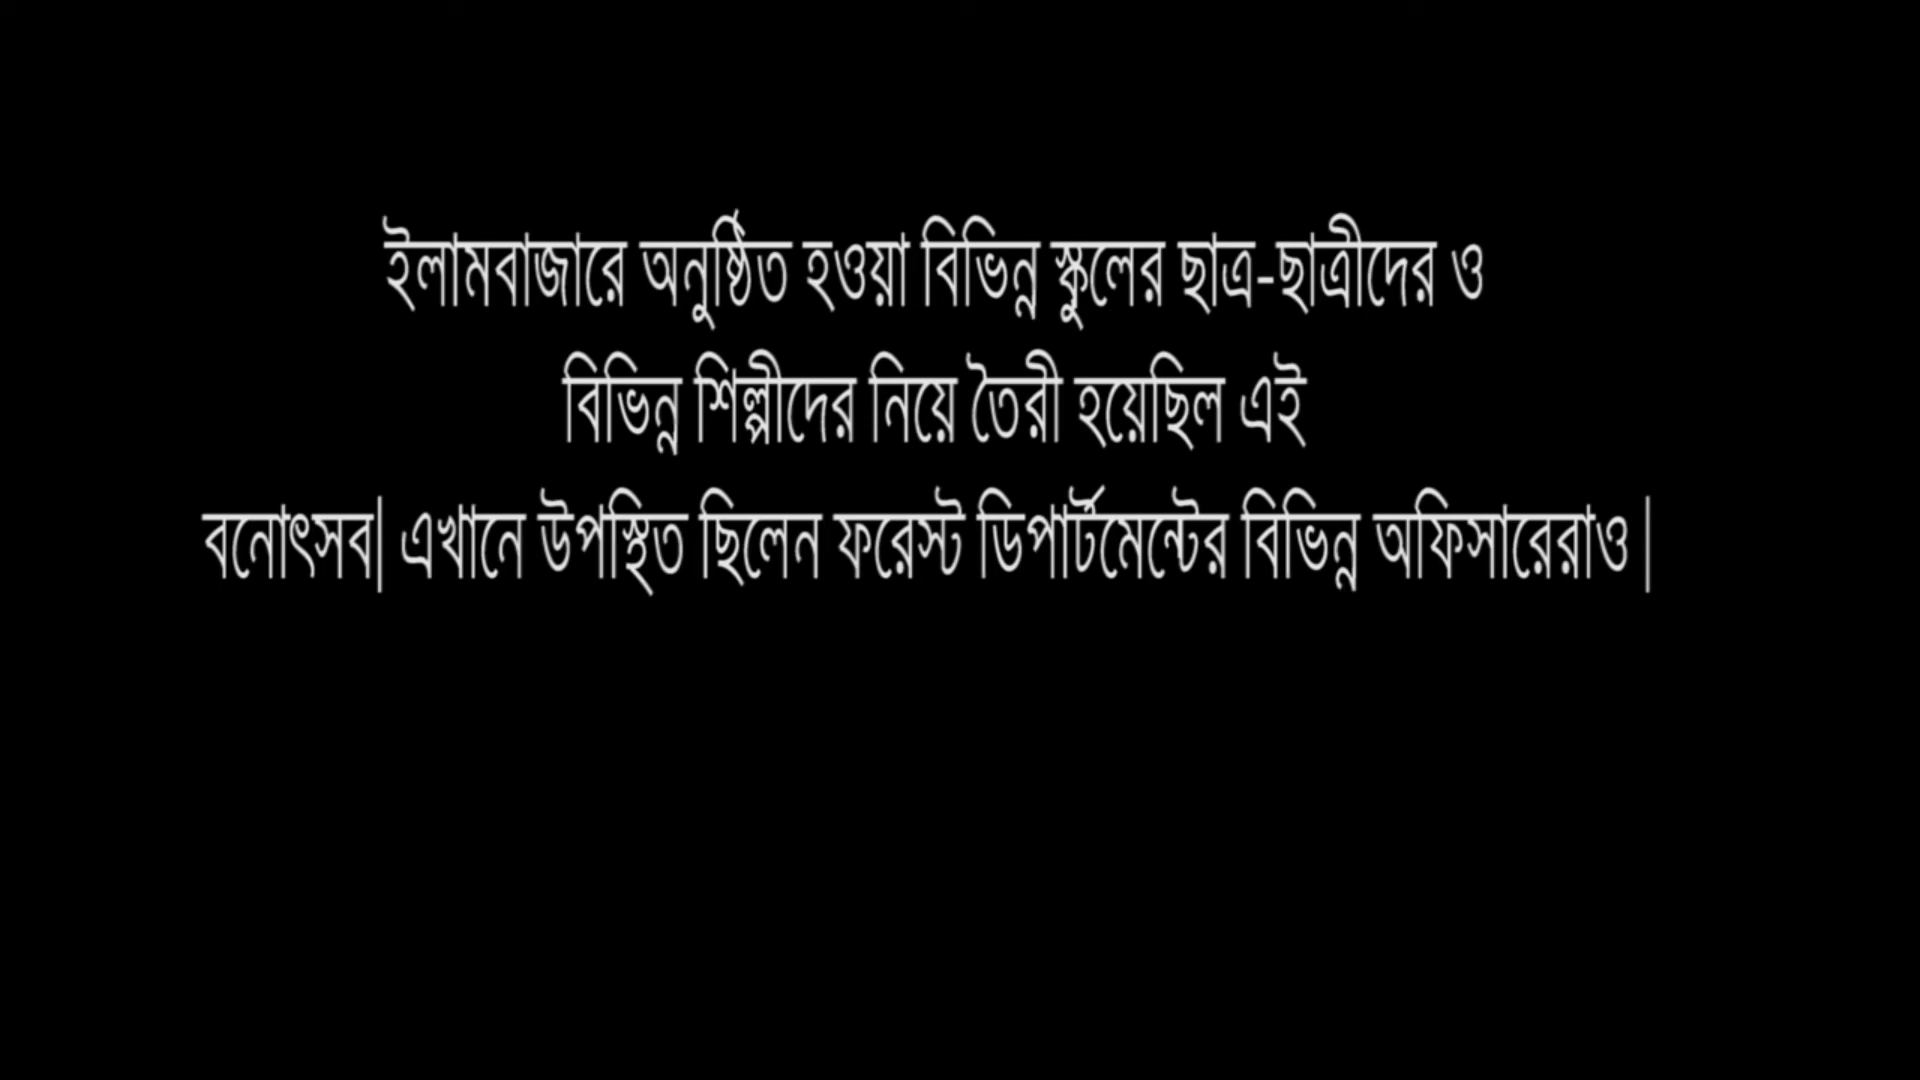 ইলামবাজারে অনুষ্ঠিত হওয়া বিভিন্ন স্কুলের ছাত্র-ছাত্রীদের ও
বিভিন্ন শিল্পীদের নিয়ে তৈরী হয়েছিল এই
বনোৎসব| এখানে উপস্থিত ছিলেন ফরেস্ট ডিপার্টমেন্টের বিভিন্ন অফিসারেরাও |